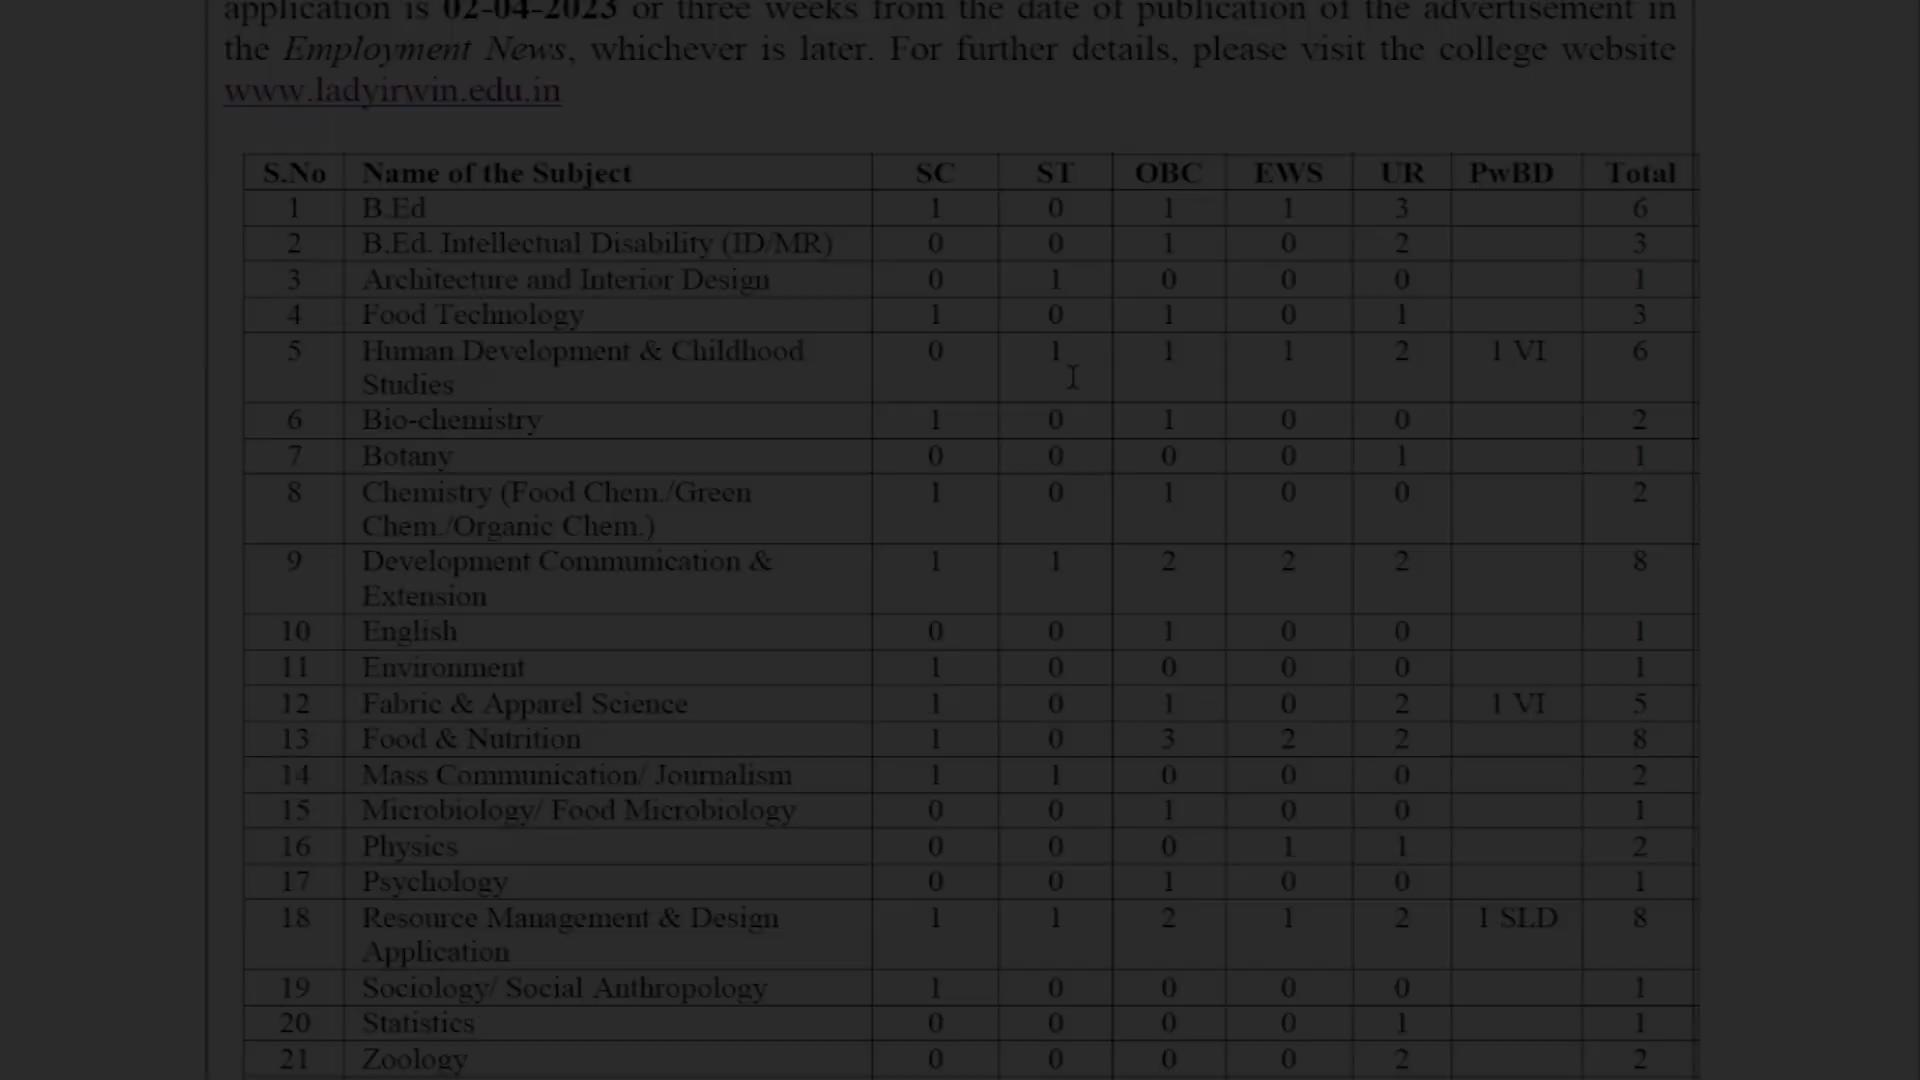 application is 02-04-2023 or three weeks from the date of publication of the advertisement in
the Employment News, whichever is later. For further details, please visit the college website
www.ladyirwin.edu.in
S.No Name of the Subject SC ST OBC EWS UR PwBD Total
1 B.Ed 1 0 1 1 3 6
2 B.Ed. Intellectual Disability (ID/MR) 0 0 1 0 2 3
3 Architecture and Interior Design 0 1 0 0 0 1
4 Food Technology 1 0 1 0 1 3
5 Human Development & Childhood 0 1 1 1 2 1 VI 6
Studies
6 Bio-chemistry 1 0 1 0 0 2
7 Botany 0 0 0 0 1 1
8 Chemistry (Food Chem./Green 1 0 1 0 0 2
Chem./Organic Chem.)
9 Development Communication & 1 1 2 2 2 8
Extension
10 English 0 0 1 0 0 1
11 Environment 1 0 0 0 0 1
12 Fabric & Apparel Science 1 0 1 0 2 1 VI 5
13 Food & Nutrition 1 0 3 2 2 8
14 Mass Communication/ Journalism 1 1 0 0 0 2
15 Microbiology/ Food Microbiology 0 0 1 0 0 1
16 Physics 0 0 0 1 1 2
17 Psychology 0 0 1 0 0 1
18 Resource Management & Design 1 1 2 1 2 1 SLD 8
Application
19 Sociology/ Social Anthropology 1 0 0 0 0 1
20 Statistics 0 0 0 0 1 1
21 Zoology 0 0 0 0 2 2